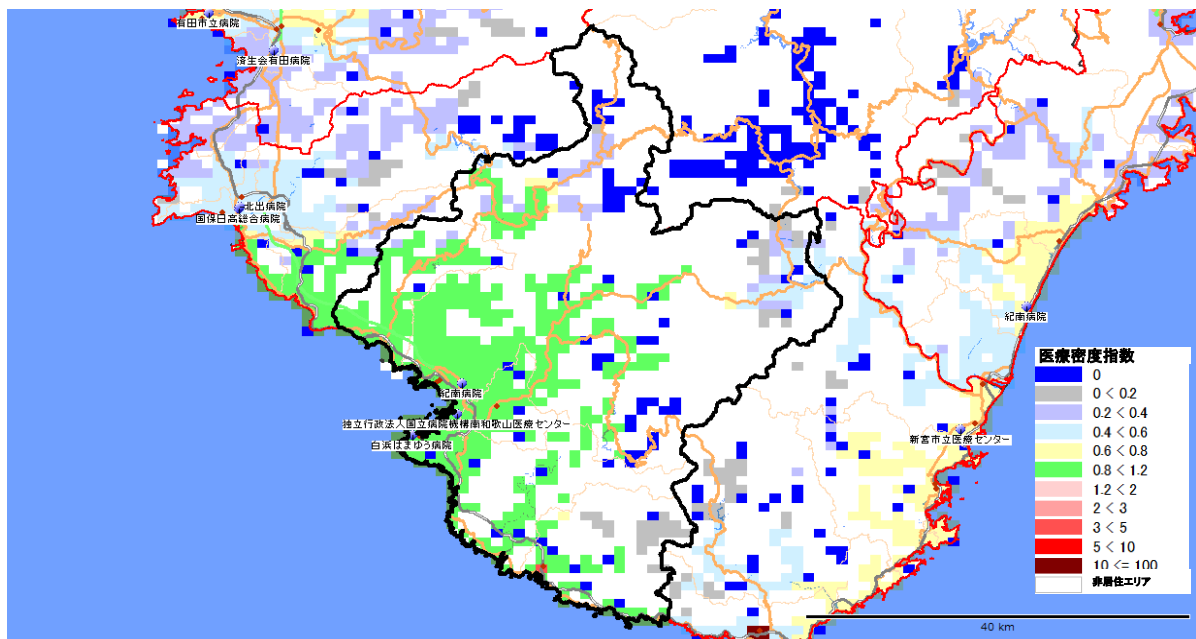 有田市立病院
済生会有田病院
北出病院
国保日高総合病院
紀南病院
独立行政法人国立病院機構南和歌山医療センター
白浜はまゆう病院
紀南病院
新宮市立医療センター
医療密度指数
0
0 < 0.2
0.2 < 0.4
0.4 < 0.6
0.6 < 0.8
0.8 < 1.2
1.2 < 2
2 < 3
3 < 5
5 < 10
10 <= 100
非居住エリア
40 km